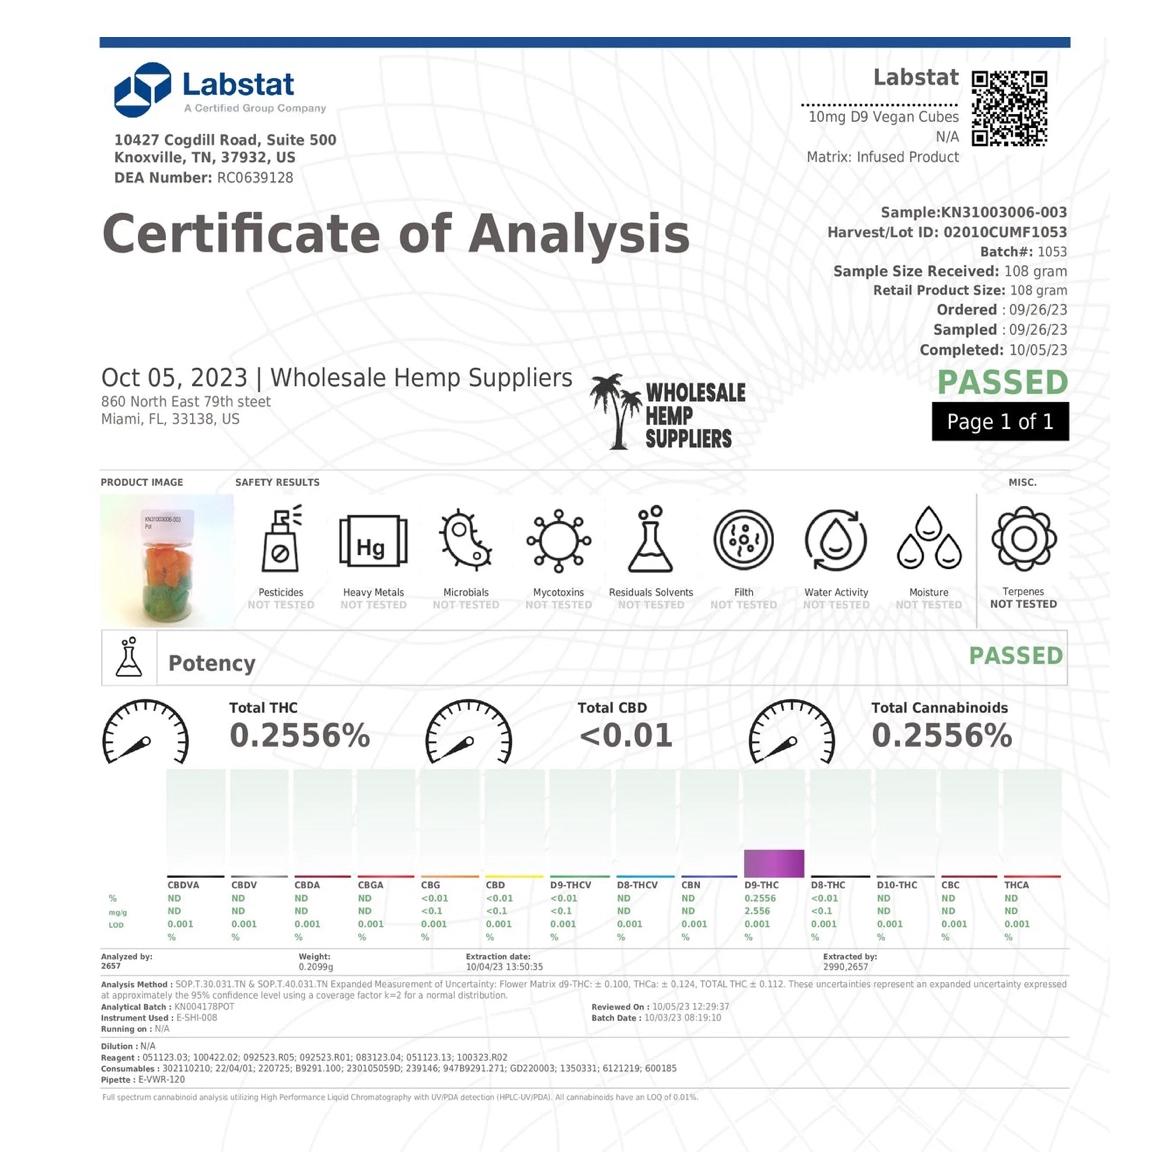 Labstat
A Certified Group Company
10427 Cogdill Road, Suite 500
Knoxville, TN, 37932, US
DEA Number: RC0639128
Labstat
10mg D9 Vegan Cubes
N/A
Matrix: Infused Product
Certificate of Analysis
Sample:KN31003006-003
Harvest/Lot ID: 02010CUMF1053
Batch#: 1053
Sample Size Received: 108 gram
Retail Product Size: 108 gram
Ordered : 09/26/23
Sampled : 09/26/23
Completed: 10/05/23
Oct 05, 2023 | Wholesale Hemp Suppliers
860 North East 79th steet
Miami, FL, 33138, US
WHOLESALE
HEMP
SUPPLIERS
PASSED
Page 1 of 1
PRODUCT IMAGE SAFETY RESULTS MISC.
KN31003006-003
Pot
Hg
Pesticides Heavy Metals Microbials Mycotoxins Residuals Solvents Filth Water Activity Moisture Terpenes
NOT TESTED NOT TESTED NOT TESTED NOT TESTED NOT TESTED NOT TESTED NOT TESTED NOT TESTED NOT TESTED
Potency PASSED
Total THC Total CBD Total Cannabinoids
0.2556% <0.01 0.2556%
CBDVA CBDV CBDA CBGA CBG CBD D9-THCV D8-THCV CBN D9-THC D8-THC D10-THC CBC THCA
% ND ND ND ND <0.01 <0.01 <0.01 ND ND 0.2556 <0.01 ND ND ND
mg/g ND ND ND ND <0.1 <0.1 <0.1 ND ND 2.556 <0.1 ND ND ND
LOD 0.001 0.001 0.001 0.001 0.001 0.001 0.001 0.001 0.001 0.001 0.001 0.001 0.001 0.001
% % % % % % % % % % % % % %
Analyzed by: Weight: Extraction date: Extracted by:
2657 0.2099g 10/04/23 13:50:35 2990,2657
Analysis Method : SOP.T.30.031.TN & SOP.T.40.031.TN Expanded Measurement of Uncertainty: Flower Matrix d9-THC: ± 0.100, THCa: ± 0.124, TOTAL THC ± 0.112. These uncertainties represent an expanded uncertainty expressed
at approximately the 95% confidence level using a coverage factor k=2 for a normal distribution.
Analytical Batch : KN004178POT Reviewed On : 10/05/23 12:29:37
Instrument Used : E-SHI-008 Batch Date : 10/03/23 08:19:10
Running on : N/A
Dilution : N/A
Reagent : 051123.03; 100422.02; 092523.R05; 092523.R01; 083123.04; 051123.13; 100323.R02
Consumables : 302110210; 22/04/01; 220725; B9291.100; 230105059D; 239146; 947B9291.271; GD220003; 1350331; 6121219; 600185
Pipette : E-VWR-120
Full spectrum cannabinoid analysis utilizing High Performance Liquid Chromatography with UV/PDA detection (HPLC-UV/PDA). All cannabinoids have an LOQ of 0.01%.